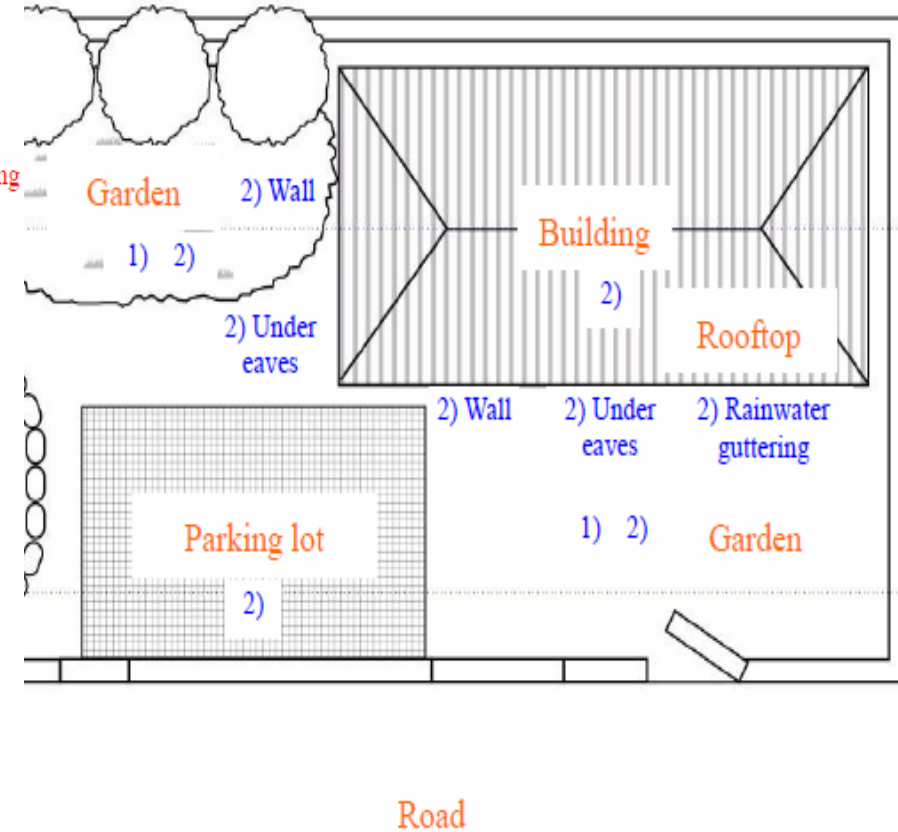 ng
Garden
2) Wall
1) 2)
Building
2)
2) Under
eaves
Rooftop
2) Wall
2) Under
eaves
2) Rainwater
guttering
Parking lot
2)
1) 2)
Garden
Road